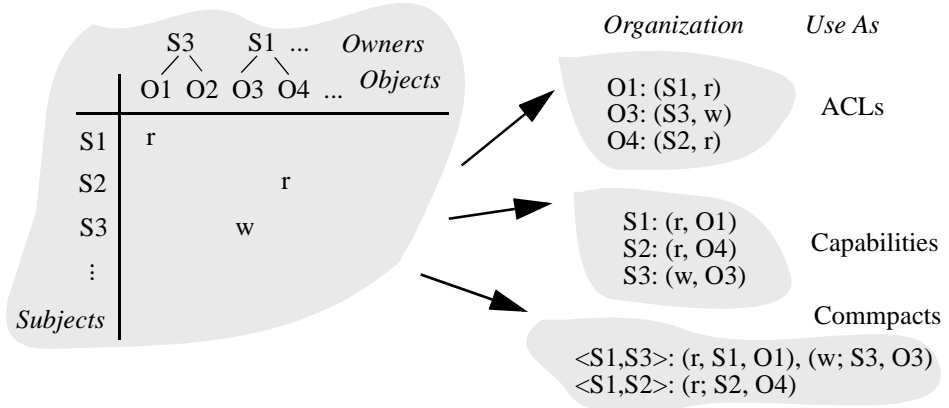 S3 S1 ... Owners
O1 O2 O3 O4 ... Objects
S1 r
S2 r
S3 w
⋮
Subjects
Organization Use As
O1: (S1, r)
O3: (S3, w)
O4: (S2, r)
ACLs
S1: (r, O1)
S2: (r, O4)
S3: (w, O3)
Capabilities
Commpacts
<S1,S3>: (r, S1, O1), (w; S3, O3)
<S1,S2>: (r; S2, O4)